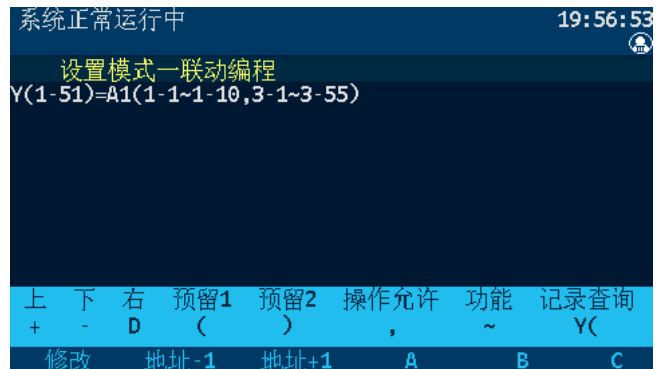 系统正常运行中 19:56:53
设置模式—联动编程
Y(1-51)=A1(1-1~1-10,3-1~3-55)
上 下 右 预留1 预留2 操作允许 功能 记录查询
+ - D ( ) , ~ Y(
修改 地址-1 地址+1 A B C